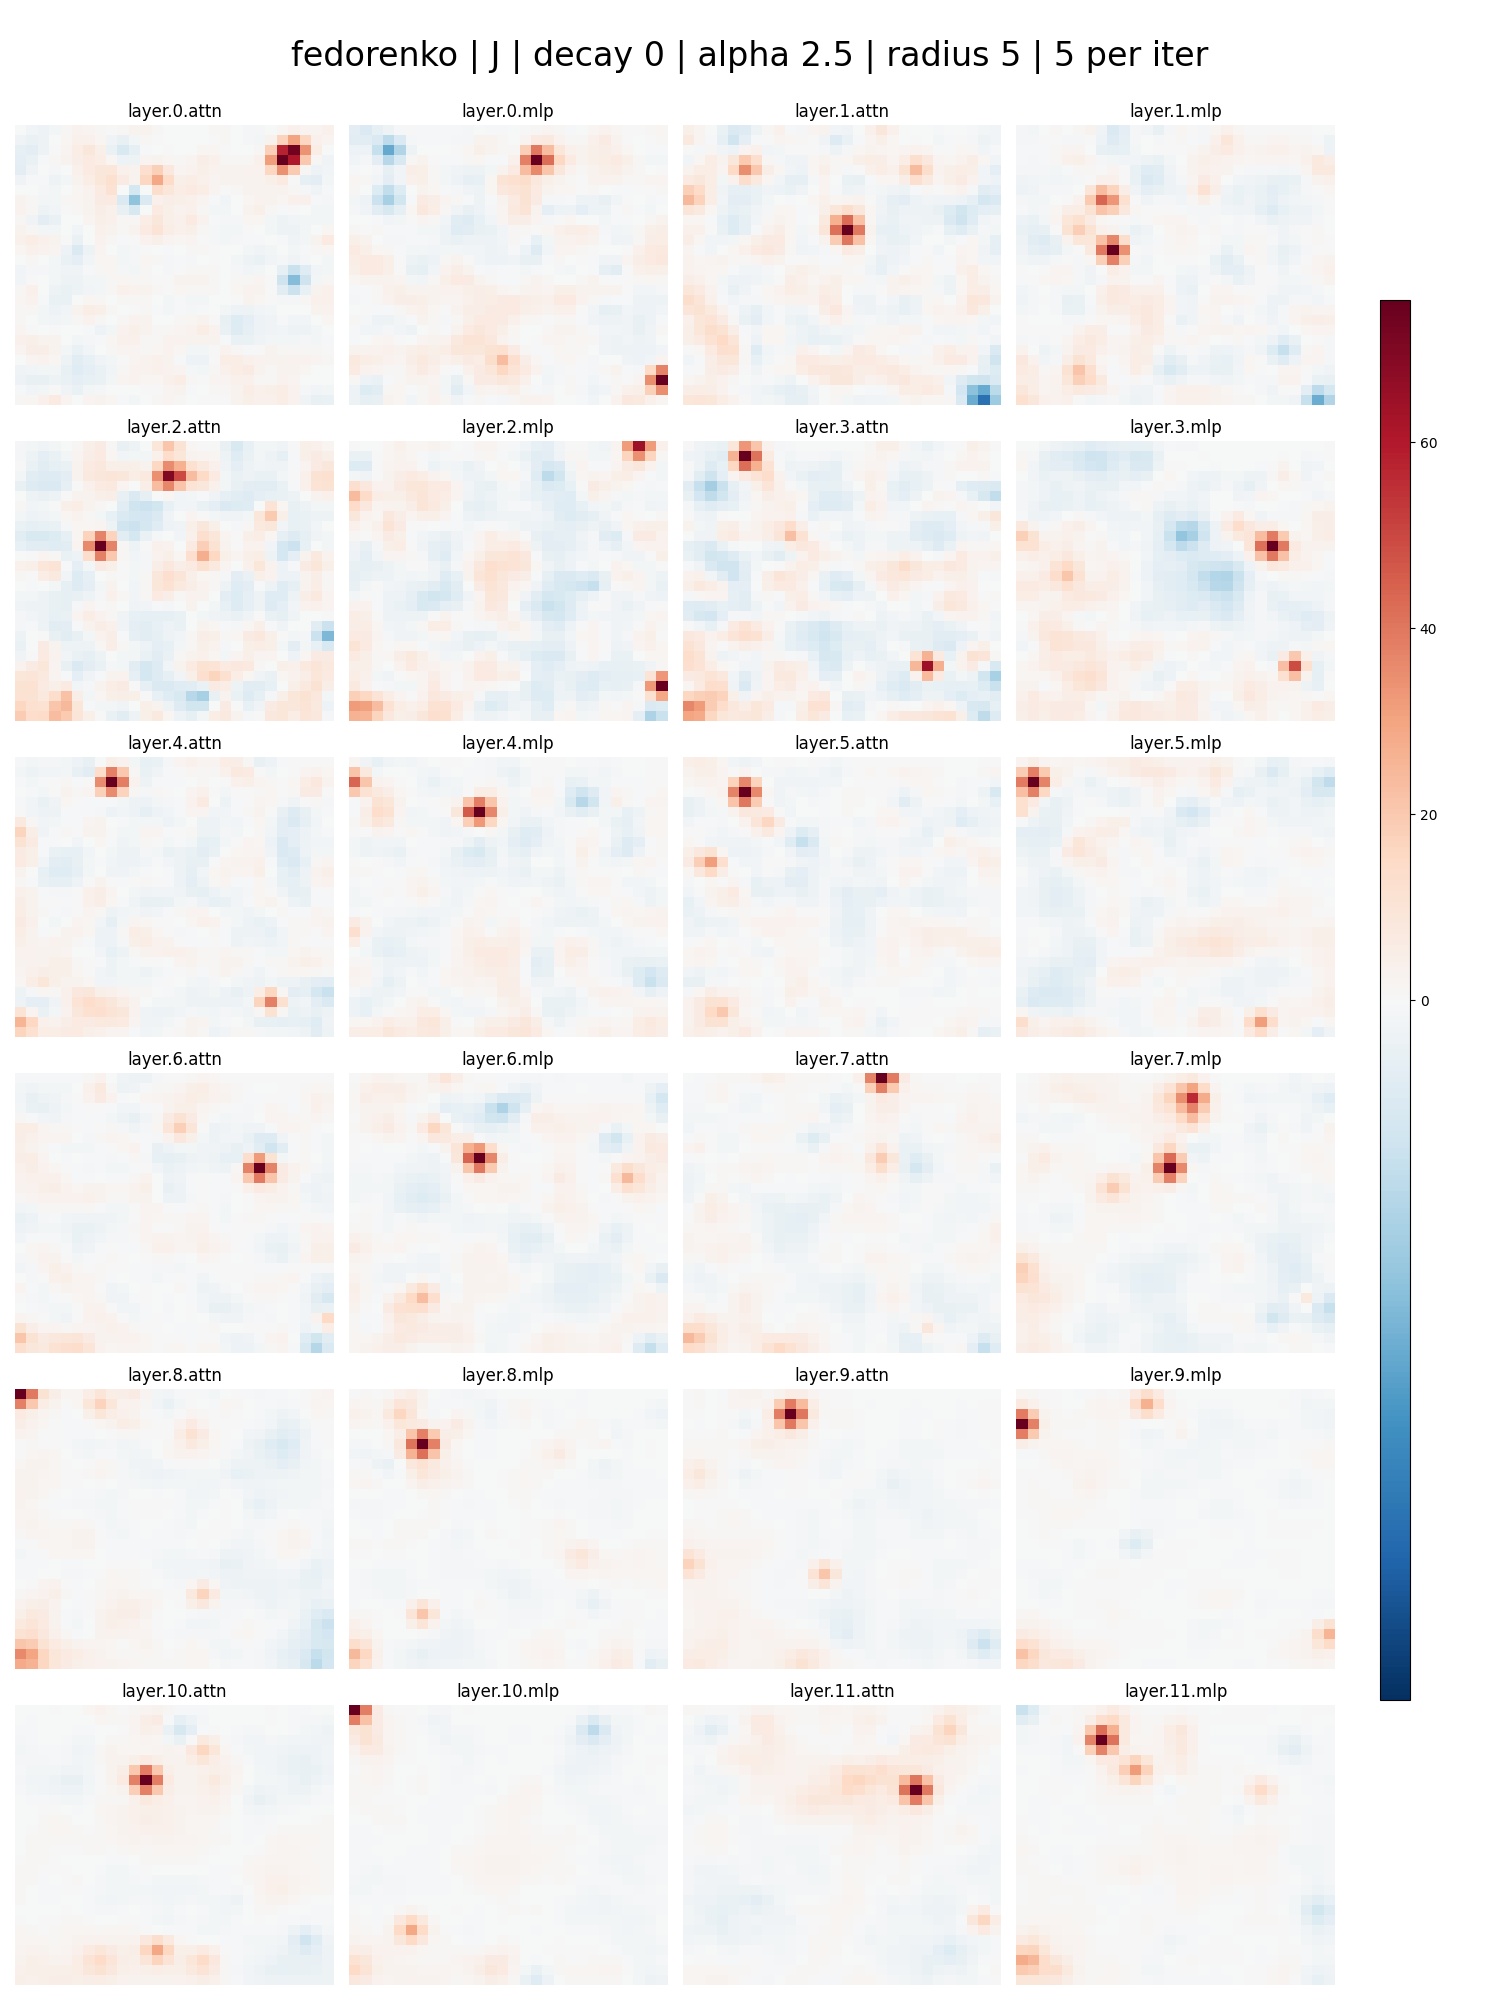 fedorenko | J | decay 0 | alpha 2.5 | radius 5 | 5 per iter
layer.0.attn
layer.0.mlp
layer.1.attn
layer.1.mlp
layer.2.attn
layer.2.mlp
layer.3.attn
layer.3.mlp
layer.4.attn
layer.4.mlp
layer.5.attn
layer.5.mlp
layer.6.attn
layer.6.mlp
layer.7.attn
layer.7.mlp
layer.8.attn
layer.8.mlp
layer.9.attn
layer.9.mlp
layer.10.attn
layer.10.mlp
layer.11.attn
layer.11.mlp
60
40
20
0